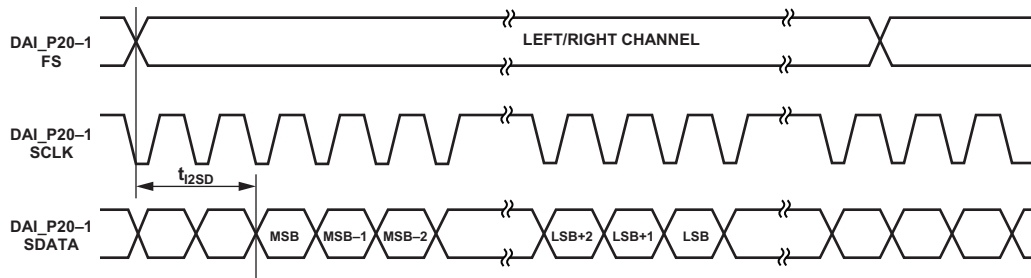 DAI_P20–1
FS
LEFT/RIGHT CHANNEL
DAI_P20–1
SCLK
tI2SD
DAI_P20–1
SDATA
MSB
MSB–1
MSB–2
LSB+2
LSB+1
LSB